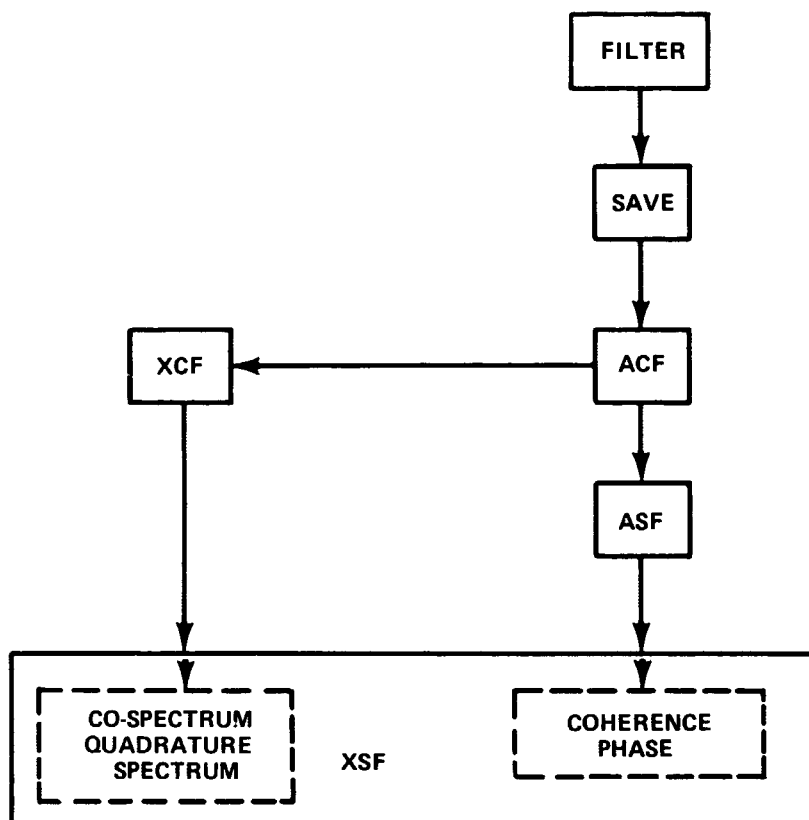 FILTER
SAVE
XCF
ACF
ASF
CO-SPECTRUM
QUADRATURE
SPECTRUM
XSF
COHERENCE
PHASE